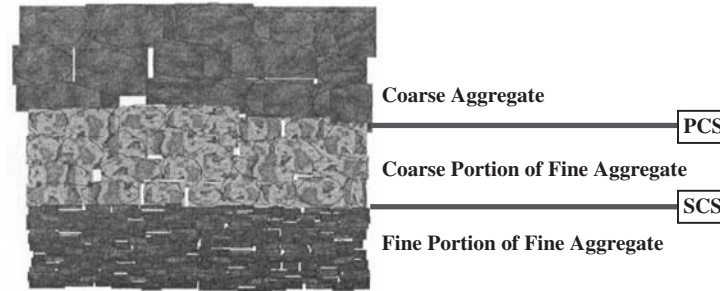 Coarse Aggregate
PCS
Coarse Portion of Fine Aggregate
SCS
Fine Portion of Fine Aggregate